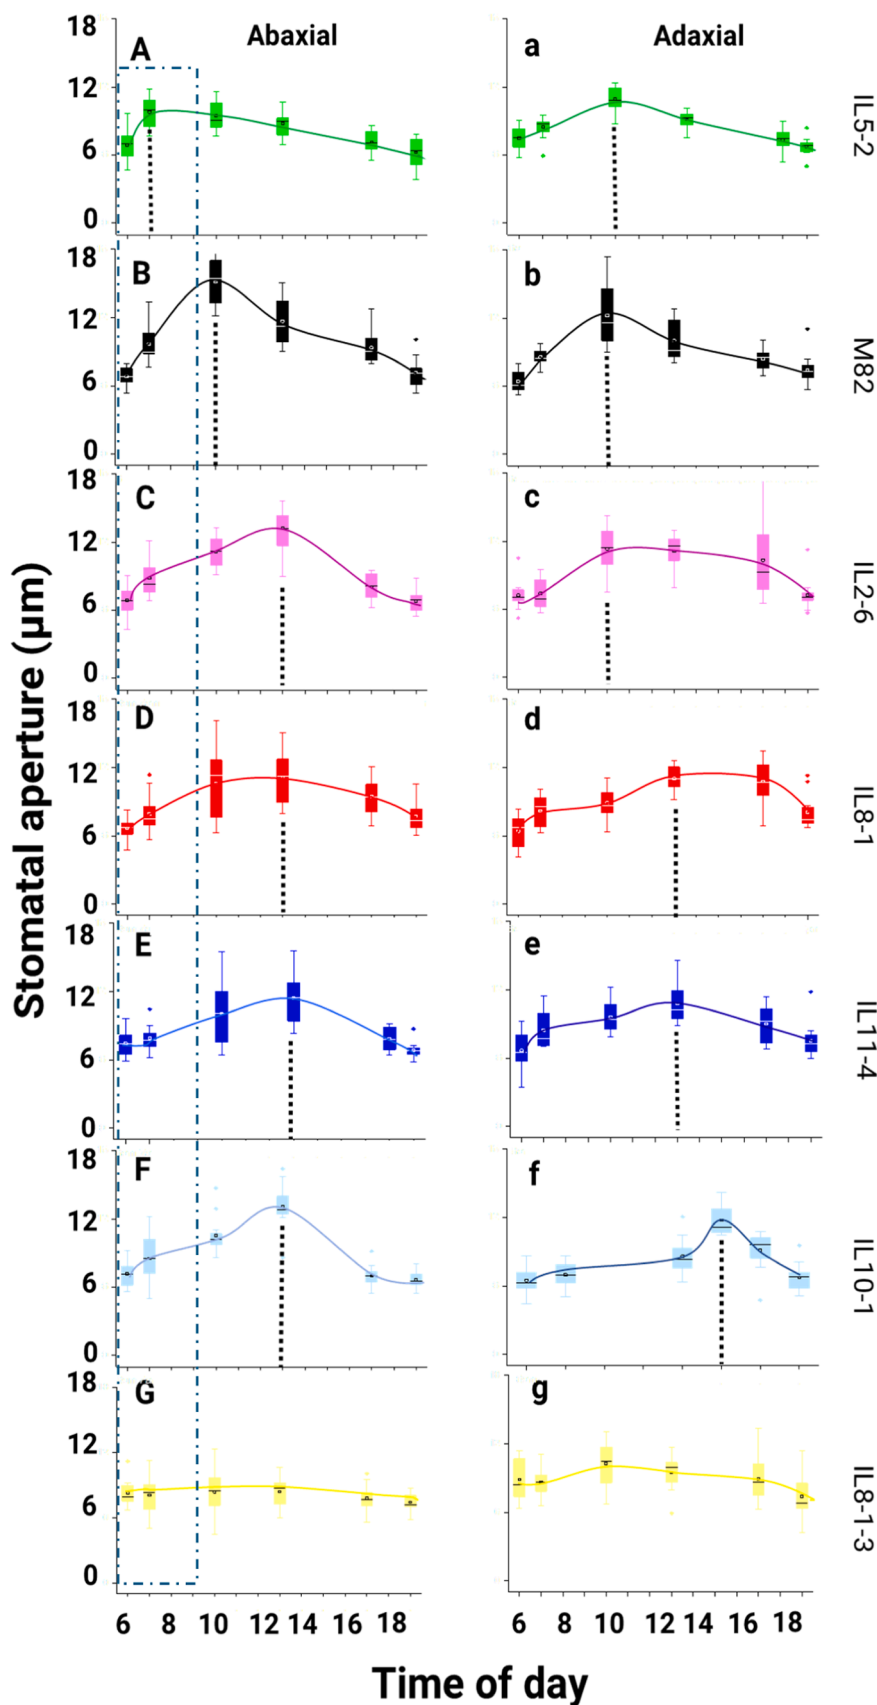 Abaxial
Adaxial
18
12
6
0
A
a
IL5-2
18
12
6
0
B
b
M82
18
12
6
0
C
c
IL2-6
18
12
6
0
D
d
IL8-1
18
12
6
0
E
e
IL11-4
18
12
6
0
F
f
IL10-1
18
12
6
0
G
g
IL8-1-3
Stomatal aperture (μm)
6 8 10 12 14 16 18
6 8 10 12 14 16 18
Time of day